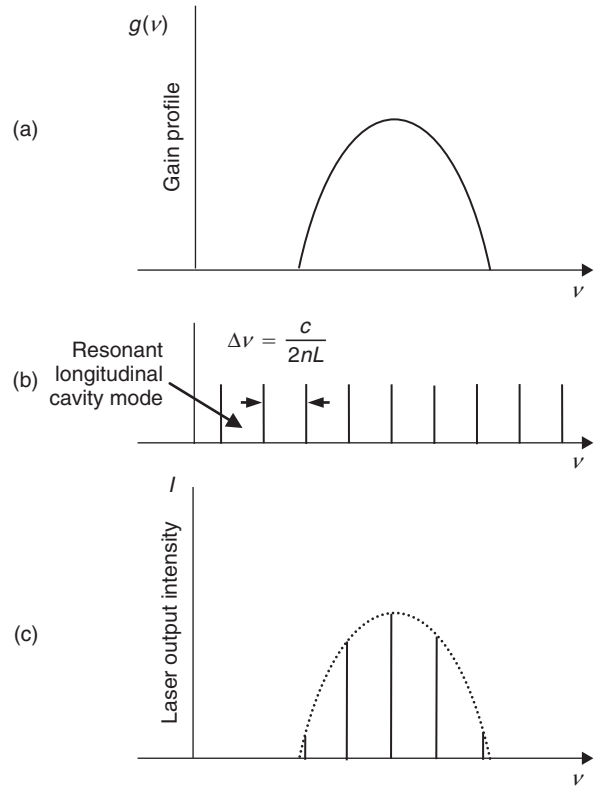 g(ν)
(a)
Gain profile
ν
Resonant
longitudinal
cavity mode
Δν = c/2nL
(b)
ν
I
Laser output intensity
(c)
ν